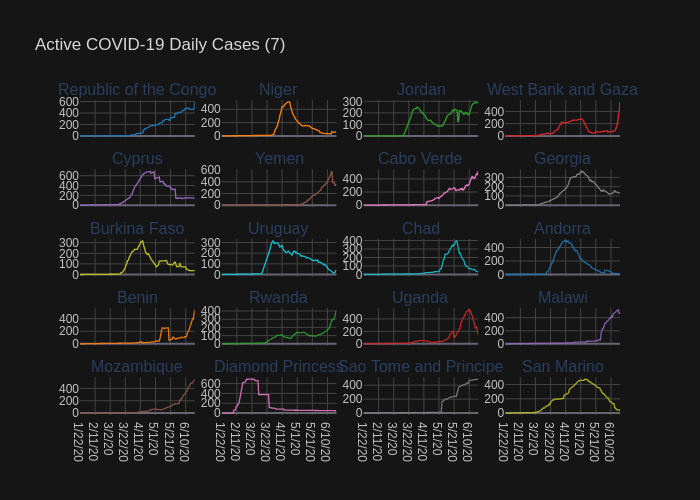 Active COVID-19 Daily Cases (7)
Republic of the Congo Niger Jordan West Bank and Gaza
600 400 200 0
400 200 0
300 200 100 0
400 200 0
Cyprus Yemen Cabo Verde Georgia
600 400 200 0
600 400 200 0
400 200 0
300 200 100 0
Burkina Faso Uruguay Chad Andorra
300 200 100 0
300 200 100 0
400 300 200 100 0
400 200 0
Benin Rwanda Uganda Malawi
400 200 0
400 300 200 100 0
400 200 0
400 200 0
Mozambique Diamond Princess Sao Tome and Principe San Marino
400 200 0
600 400 200 0
400 200 0
400 200 0
1/22/20 2/11/20 3/2/20 3/22/20 4/11/20 5/1/20 5/21/20 6/10/20
1/22/20 2/11/20 3/2/20 3/22/20 4/11/20 5/1/20 5/21/20 6/10/20
1/22/20 2/11/20 3/2/20 3/22/20 4/11/20 5/1/20 5/21/20 6/10/20
1/22/20 2/11/20 3/2/20 3/22/20 4/11/20 5/1/20 5/21/20 6/10/20